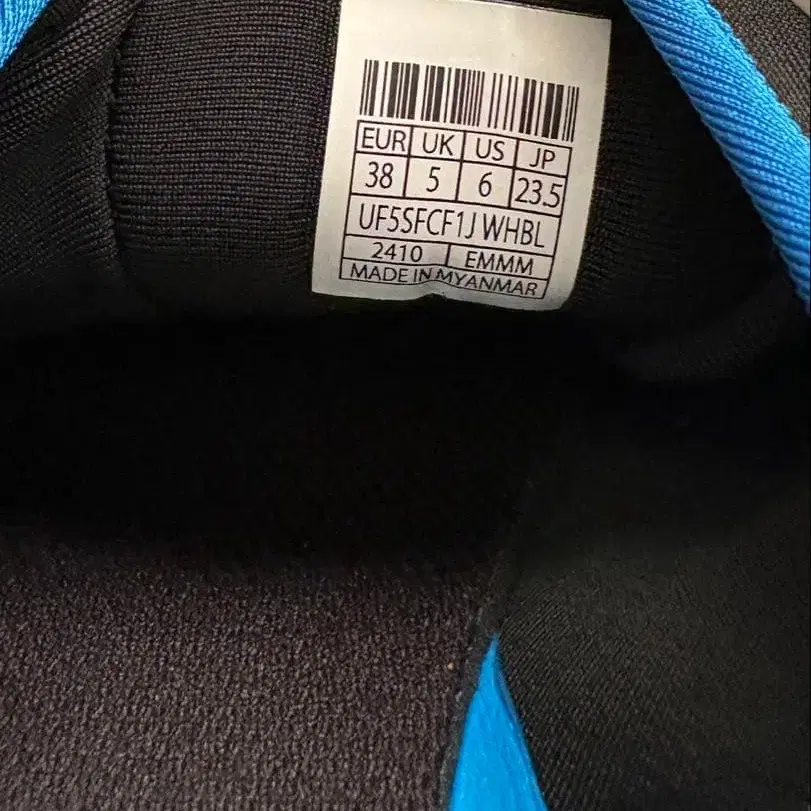 EUR UK US JP
38 5 6 23.5
UF5SFCF1J WHBL
2410 EMMM
MADE IN MYANMAR